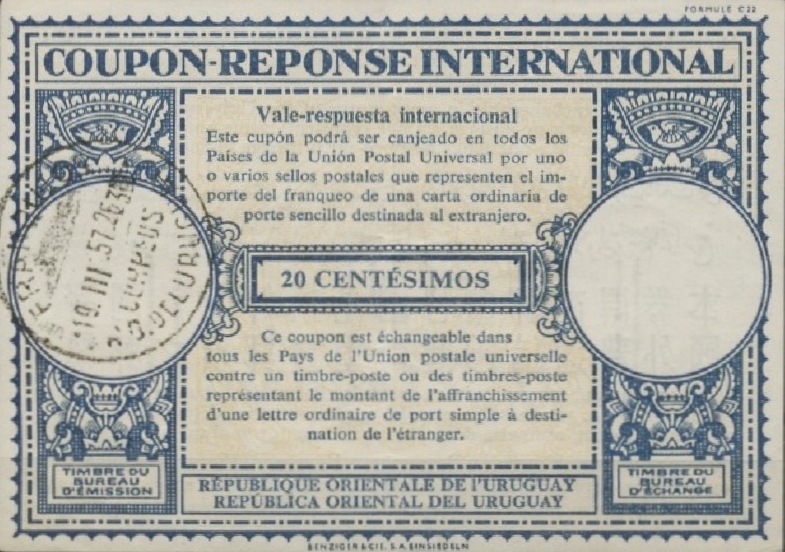 FORMULE C22
COUPON-REPONSE INTERNATIONAL
Vale-respuesta internacional
Este cupón podrá ser canjeado en todos los
Países de la Unión Postal Universal por uno
o varios sellos postales que representen el im-
porte del franqueo de una carta ordinaria de
porte sencillo destinada al extranjero.
19 III 57.2030
20 CENTÉSIMOS
Ce coupon est échangeable dans
tous les Pays de l'Union postale universelle
contre un timbre-poste ou des timbres-poste
représentant le montant de l'affranchissement
d'une lettre ordinaire de port simple à desti-
nation de l'étranger.
TIMBRE DU
BUREAU
D'ÉMISSION
TIMBRE DU
BUREAU
D'ÉCHANGE
RÉPUBLIQUE ORIENTALE DE l'URUGUAY
REPÚBLICA ORIENTAL DEL URUGUAY
BENZIGER & CIE. S.A. EINSIEDELN